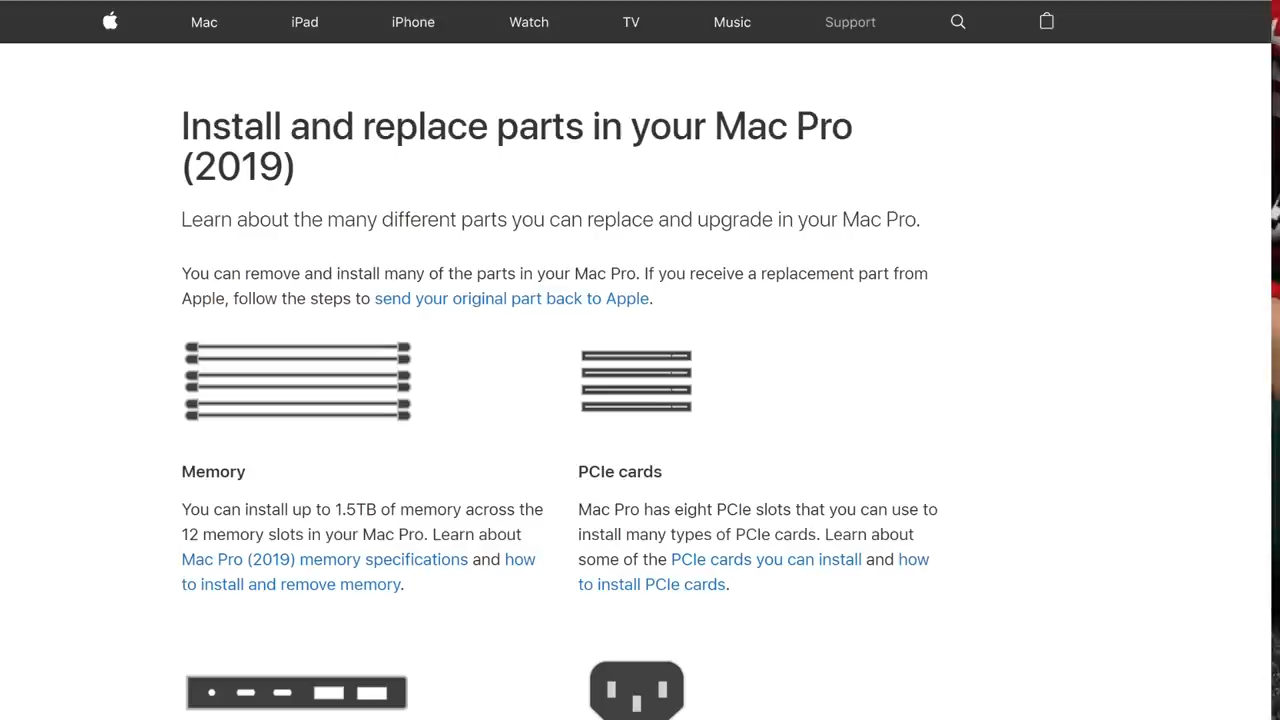 Mac iPad iPhone Watch TV Music Support
Install and replace parts in your Mac Pro
(2019)
Learn about the many different parts you can replace and upgrade in your Mac Pro.
You can remove and install many of the parts in your Mac Pro. If you receive a replacement part from
Apple, follow the steps to send your original part back to Apple.
Memory
You can install up to 1.5TB of memory across the
12 memory slots in your Mac Pro. Learn about
Mac Pro (2019) memory specifications and how
to install and remove memory.
PCIe cards
Mac Pro has eight PCIe slots that you can use to
install many types of PCIe cards. Learn about
some of the PCIe cards you can install and how
to install PCIe cards.